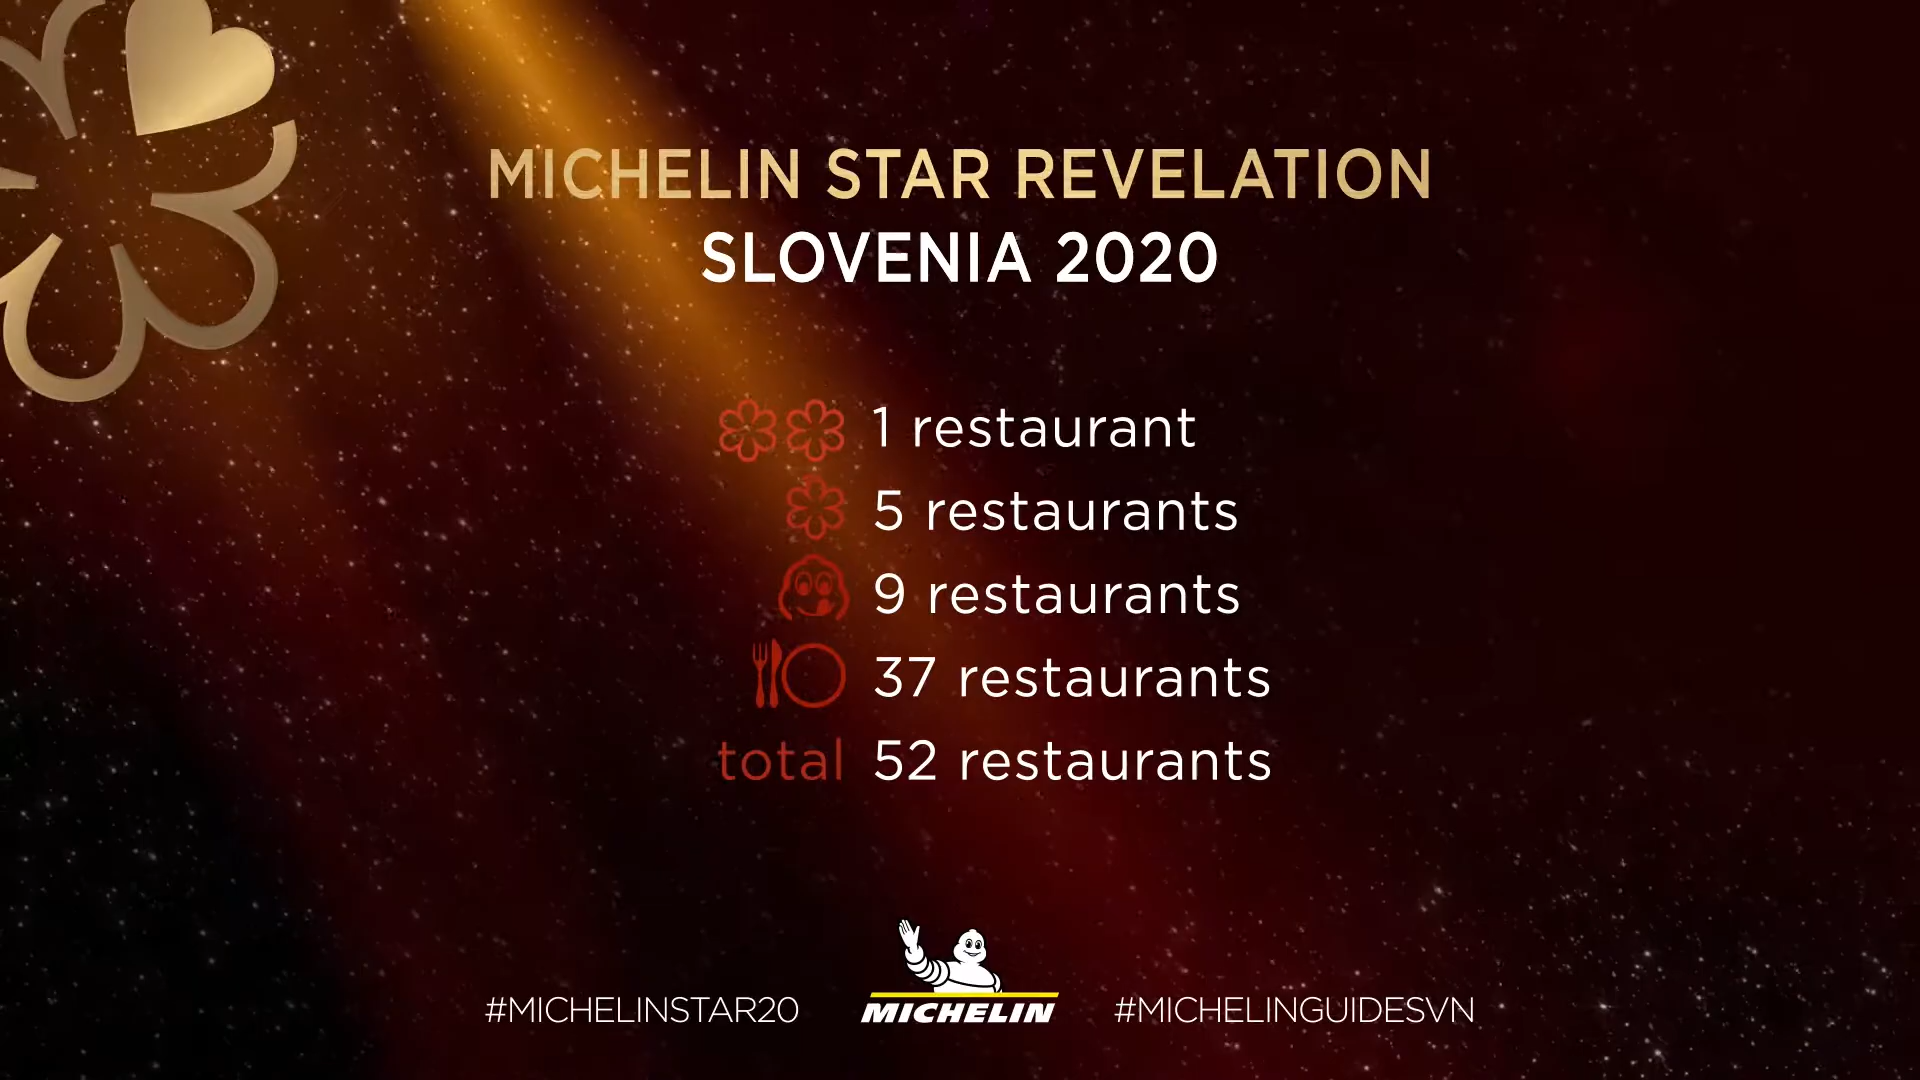 MICHELIN STAR REVELATION
SLOVENIA 2020
1 restaurant
5 restaurants
9 restaurants
37 restaurants
total 52 restaurants
#MICHELINSTAR20 MICHELIN #MICHELINGUIDESVN